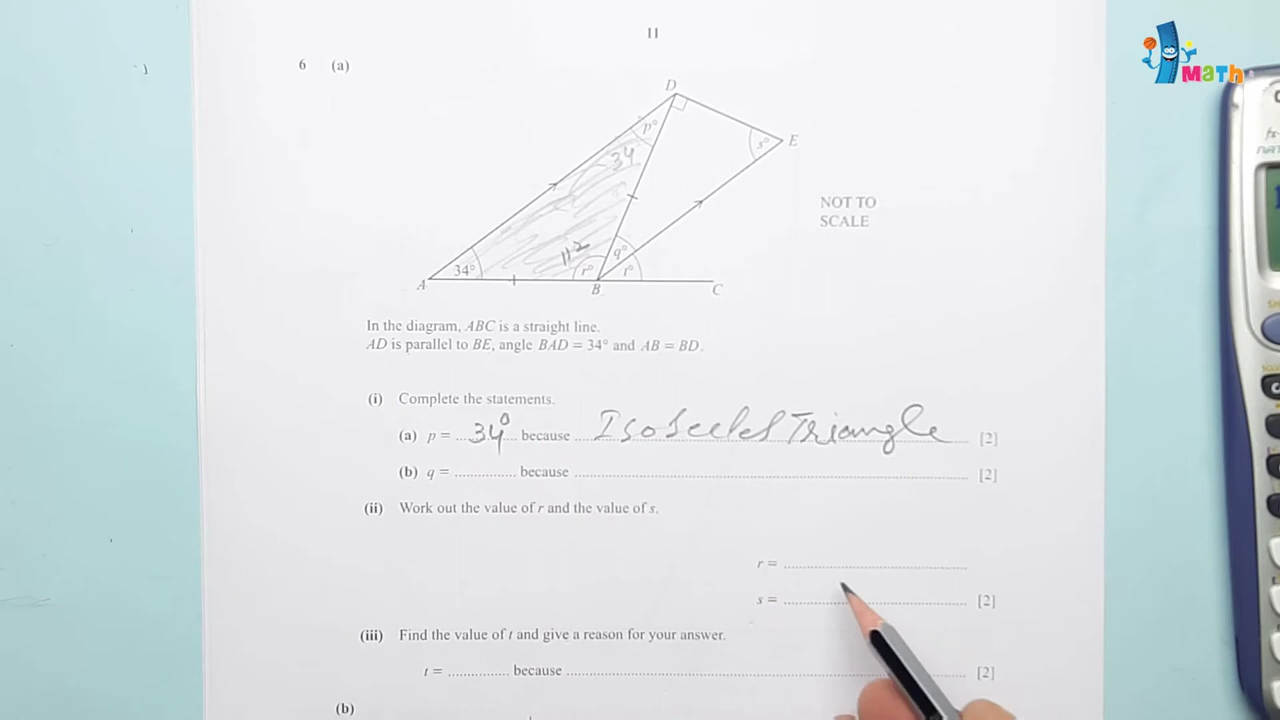 11
MATH
6 (a)
D
p°
34
s°
E
NOT TO
SCALE
112
q°
34°
r°
t°
A
B
C
In the diagram, ABC is a straight line.
AD is parallel to BE, angle BAD = 34° and AB = BD.
(i) Complete the statements.
(a) p = 34° because Isosceles Triangle [2]
(b) q = ............... because ............... [2]
(ii) Work out the value of r and the value of s.
r = ...............
s = ............... [2]
(iii) Find the value of t and give a reason for your answer.
t = ............... because ............... [2]
(b)